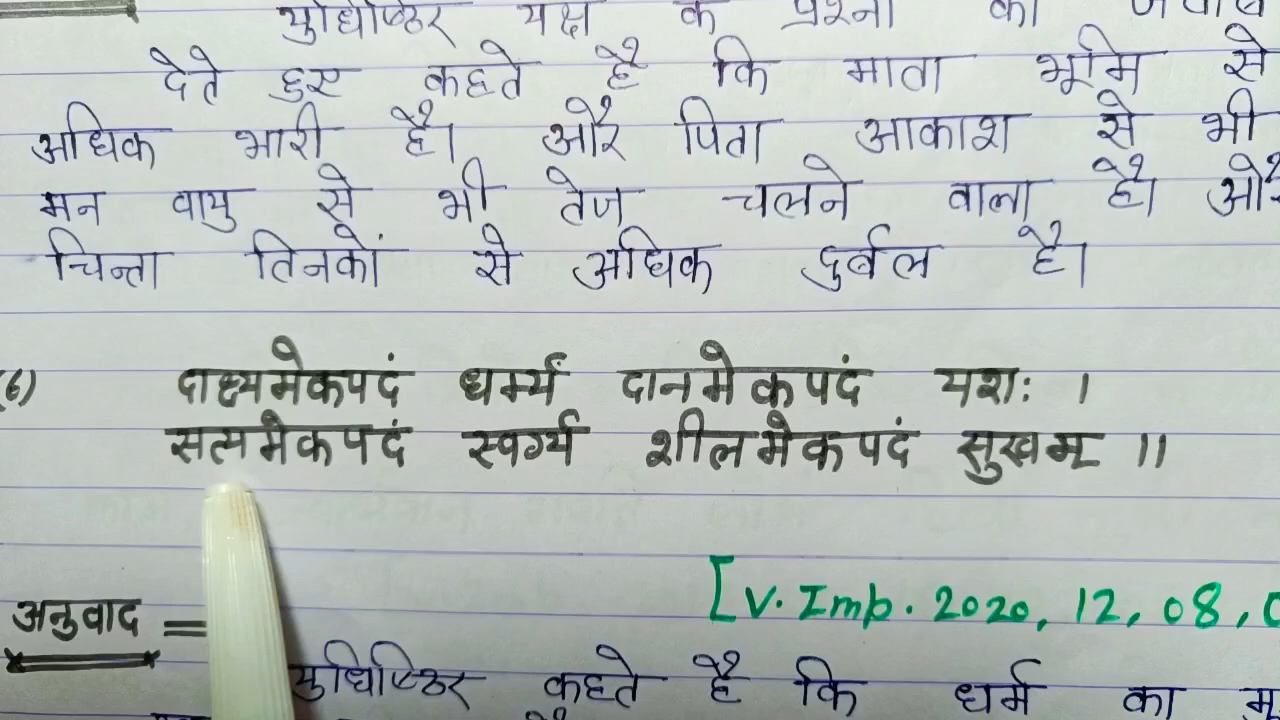 युधिष्ठिर यक्ष के प्रश्नों का
देते हुए कहते है कि माता भूमि से
अधिक भारी है। और पिता आकाश से भी
मन वायु से भी तेज चलने वाला है। और
चिन्ता तिनकों से अधिक दुर्बल है।
(6) दाक्ष्यमेकपदं धर्म्यं दानमेकपदं यशः ।
सत्यमेकपदं स्वर्ग्यं शीलमेकपदं सुखम् ॥
[V. Imp. 2020, 12, 08,
अनुवाद =
युधिष्ठिर कहते है कि धर्म का